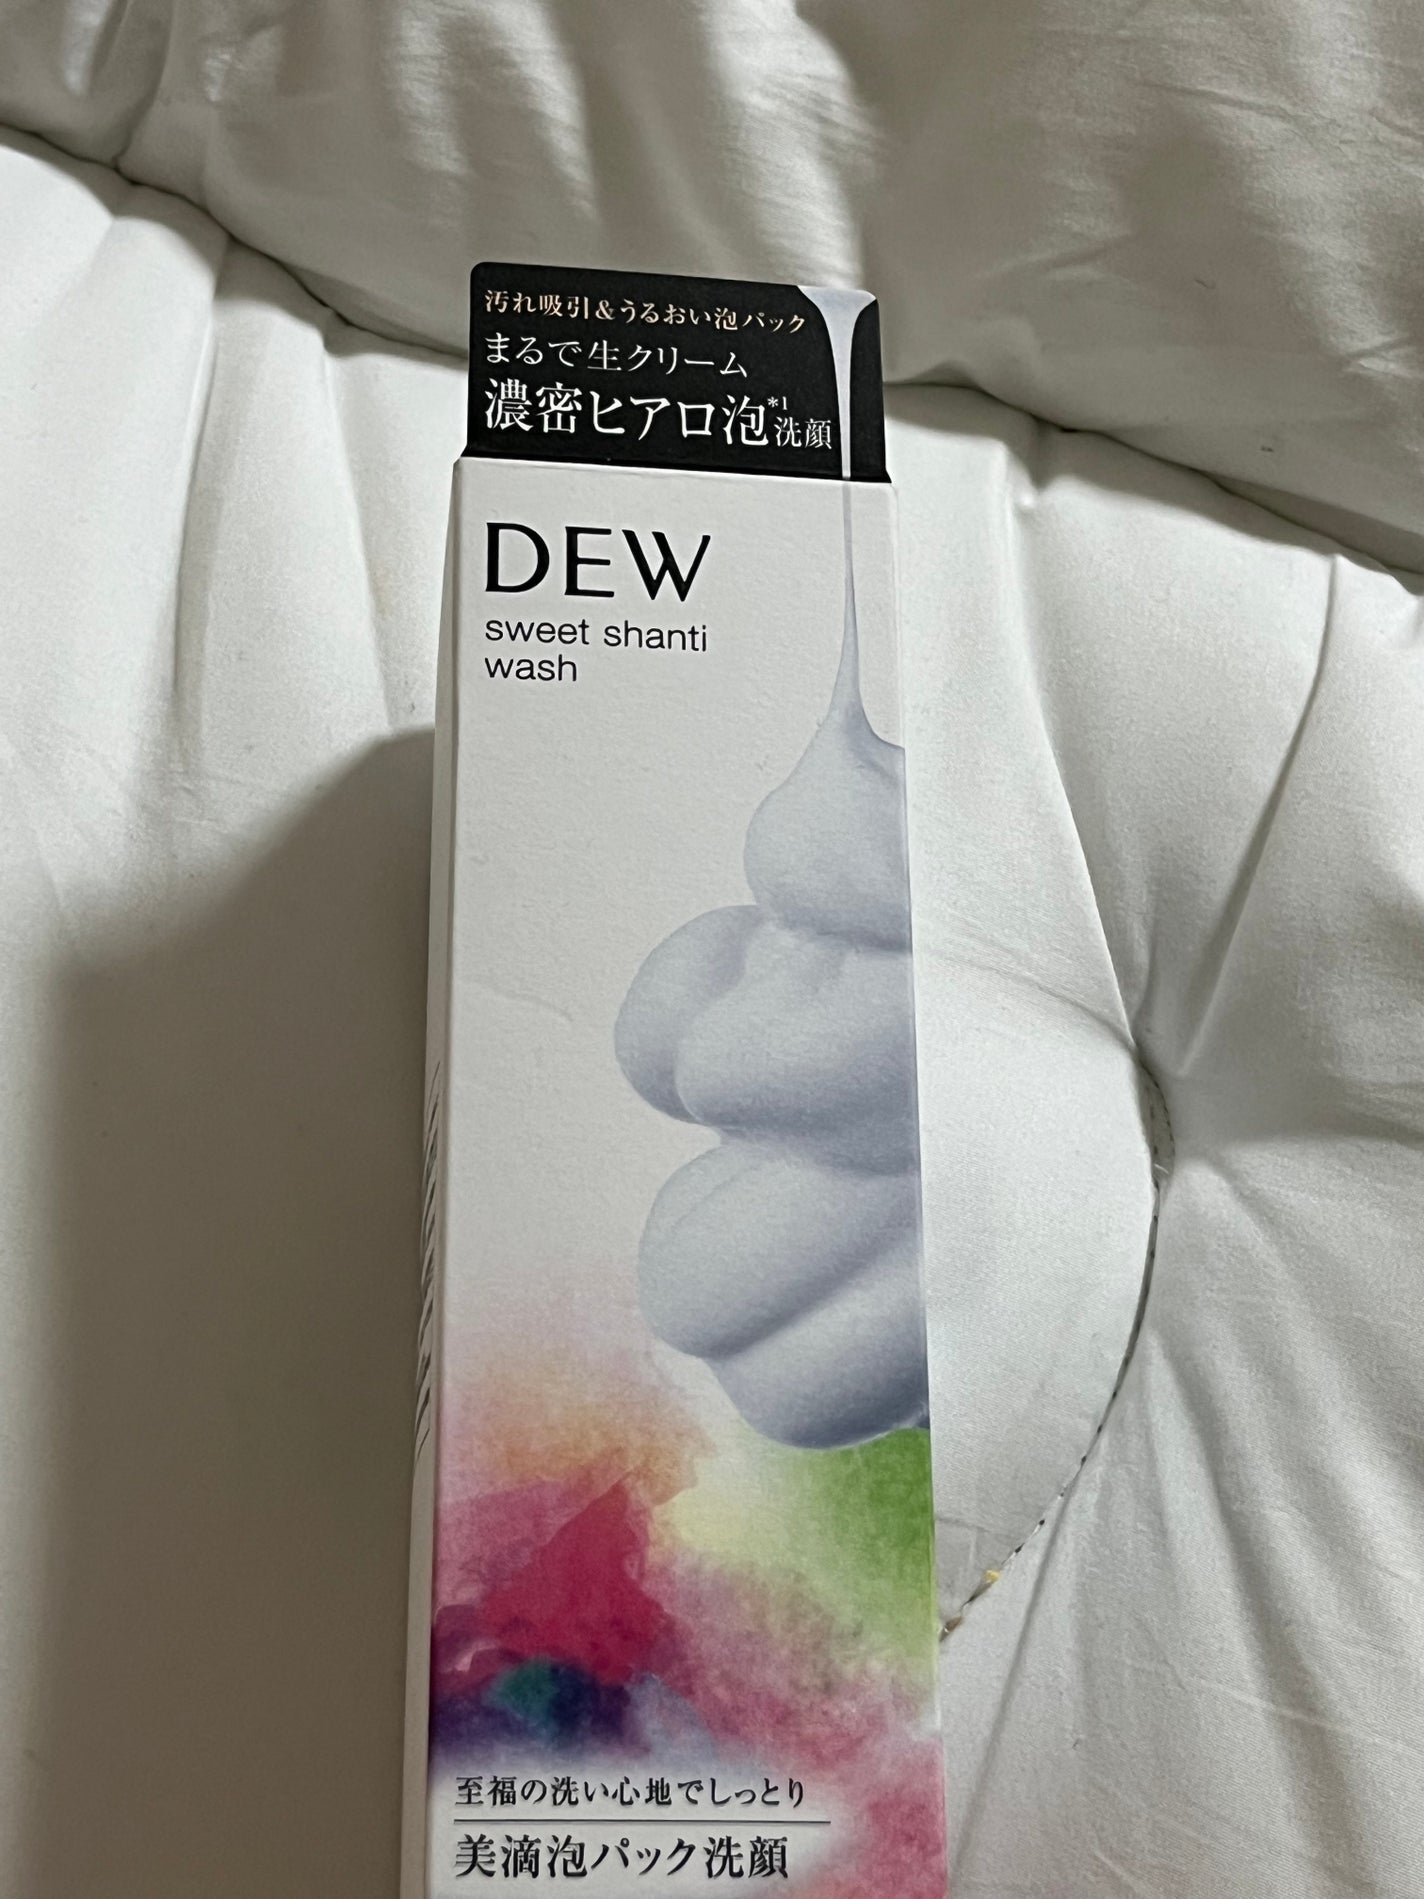 汚れ吸引&うるおい泡パック
まるで生クリーム
濃密ヒアロ泡*1洗顔
DEW
sweet shanti
wash
至福の洗い心地でしっとり
美滴泡パック洗顔